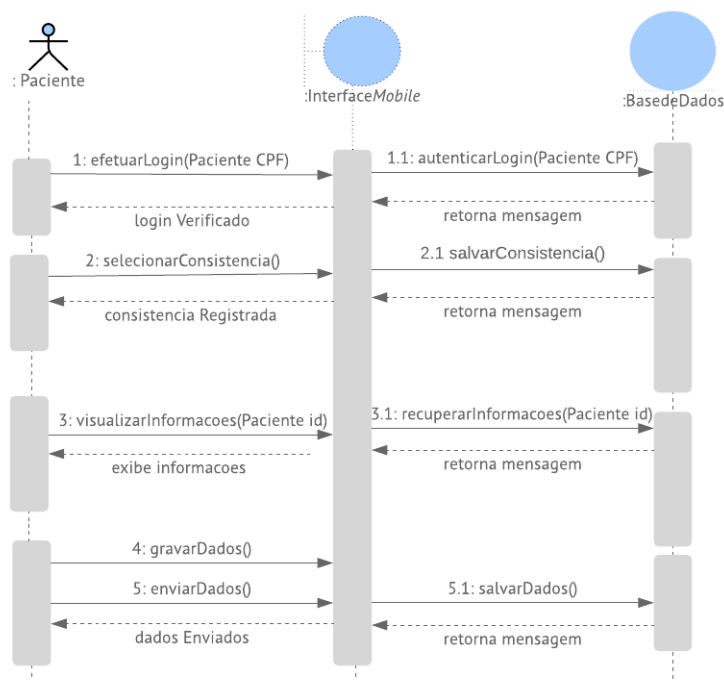 : Paciente
:InterfaceMobile
:BasedeDados
1: efetuarLogin(Paciente CPF)
1.1: autenticarLogin(Paciente CPF)
login Verificado
retorna mensagem
2: selecionarConsistencia()
2.1 salvarConsistencia()
consistencia Registrada
retorna mensagem
3: visualizarInformacoes(Paciente id)
3.1: recuperarInformacoes(Paciente id)
exibe informacoes
retorna mensagem
4: gravarDados()
5: enviarDados()
5.1: salvarDados()
dados Enviados
retorna mensagem